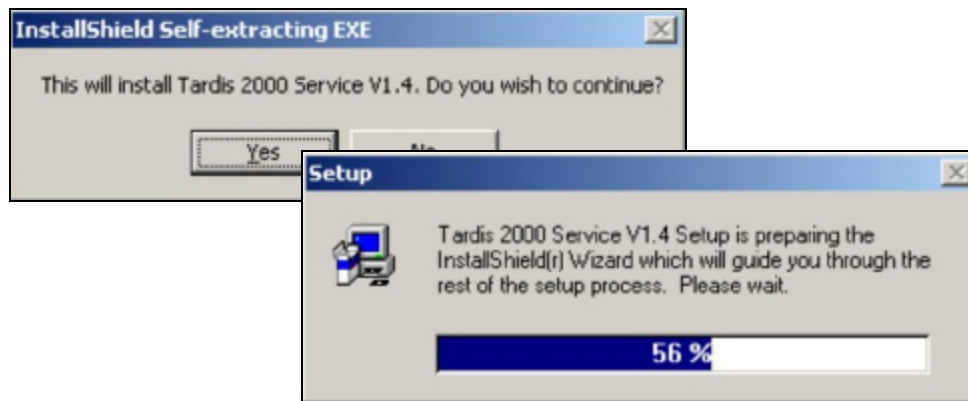 InstallShield Self-extracting EXE
This will install Tardis 2000 Service V1.4. Do you wish to continue?
Yes
Setup
Tardis 2000 Service V1.4 Setup is preparing the
InstallShield(r) Wizard which will guide you through the
rest of the setup process. Please wait.
56 %